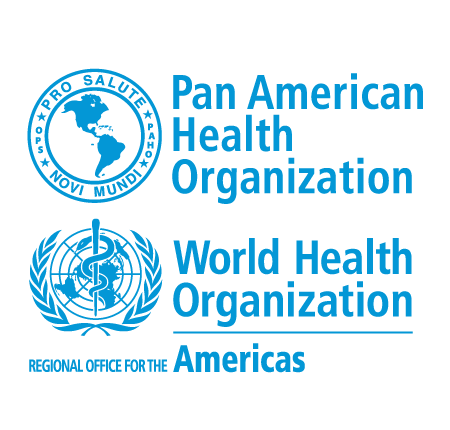 PRO SALUTE
OPS
PAHO
NOVI MUNDI
Pan American
Health
Organization
World Health
Organization
REGIONAL OFFICE FOR THE Americas